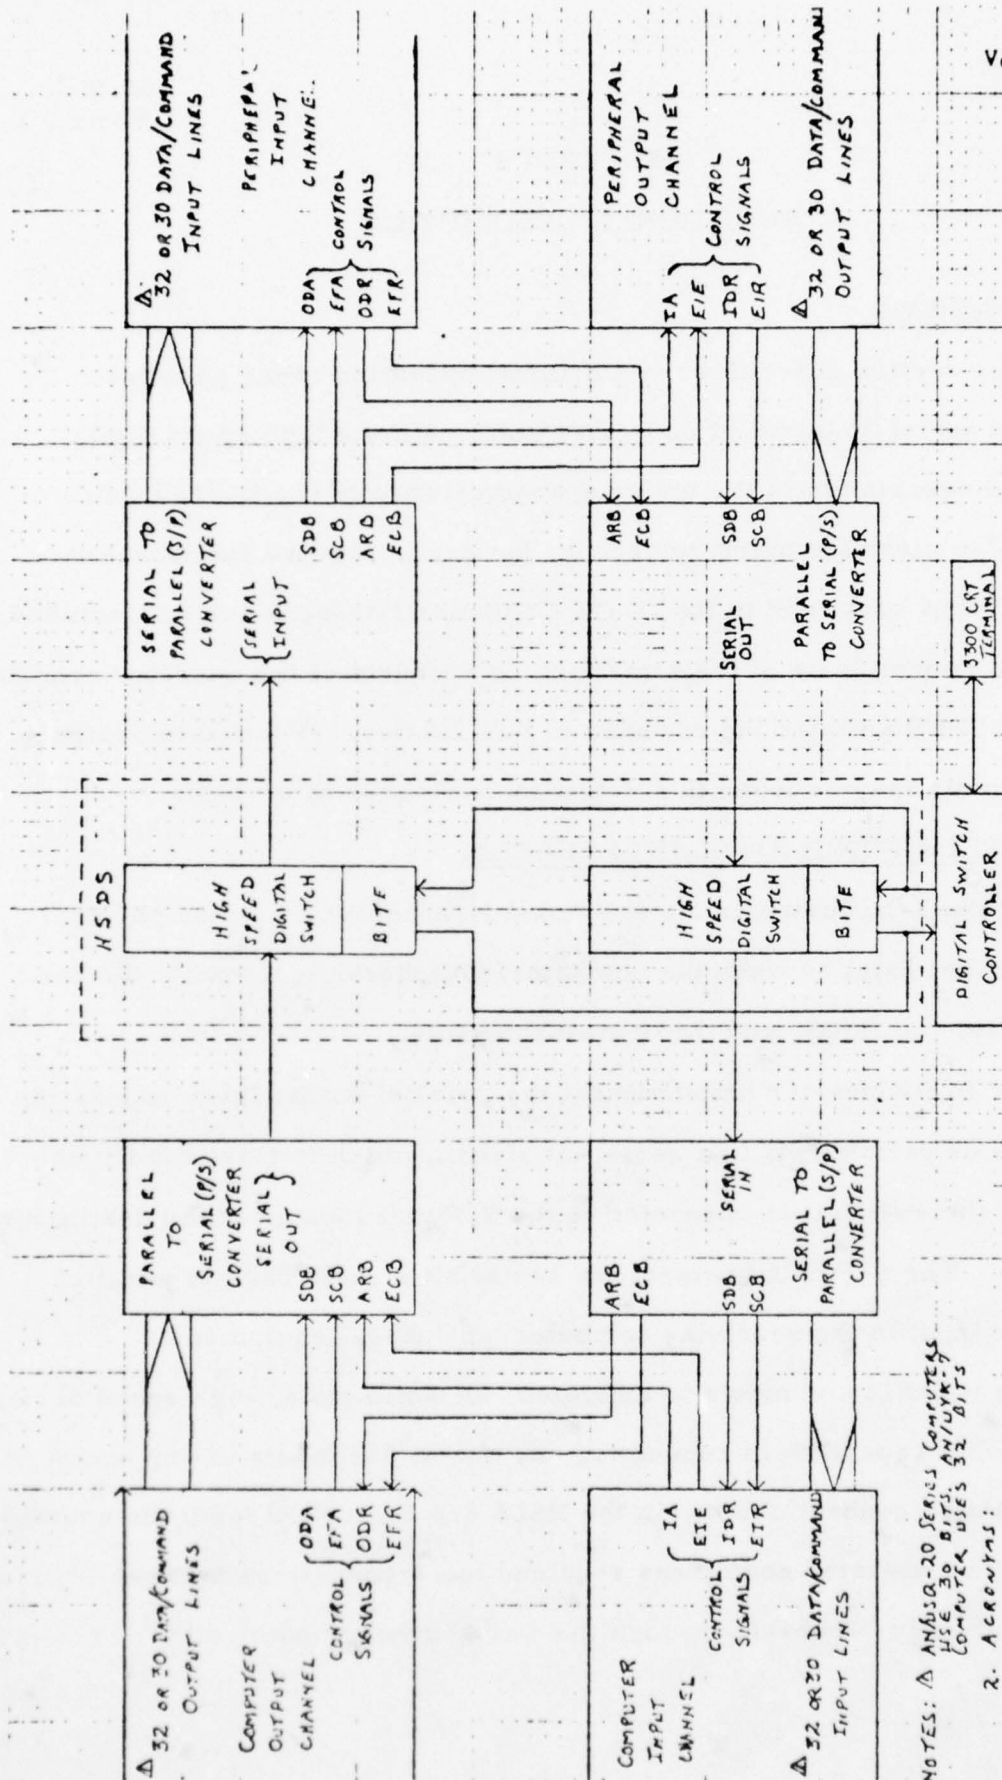 △ 32 OR 30 DATA/COMMAND
OUTPUT LINES
COMPUTER
OUTPUT
CHANNEL
ODA
EFA
ODR
EFR
CONTROL
SIGNALS
PARALLEL
TO
SERIAL (P/S)
CONVERTER
SERIAL
OUT
SDB
SCB
ARB
ECB
HSDS
HIGH
SPEED
DIGITAL
SWITCH
BITE
SERIAL TO
PARALLEL (S/P)
CONVERTER
SERIAL
INPUT
SDB
SCB
ARB
ECB
△
32 OR 30 DATA/COMMAND
INPUT LINES
PERIPHERAL
INPUT
CHANNEL
ODA
EFA
ODR
EFR
CONTROL
SIGNALS
COMPUTER
INPUT
CHANNEL
IA
EIE
IDR
EIR
CONTROL
SIGNALS
△ 32 OR 30 DATA/COMMAND
INPUT LINES
ARB
ECB
SDB
SCB
SERIAL
IN
SERIAL TO
PARALLEL (S/P)
CONVERTER
HIGH
SPEED
DIGITAL
SWITCH
BITE
ARB
ECB
SDB
SCB
SERIAL
OUT
PARALLEL
TO SERIAL (P/S)
CONVERTER
PERIPHERAL
OUTPUT
CHANNEL
IA
EIE
IDR
EIR
CONTROL
SIGNALS
△
32 OR 30 DATA/COMMAN
OUTPUT LINES
DIGITAL SWITCH
CONTROLLER
3300 CRT
TERMINAL
NOTES: △ AN/USQ-20 SERIES COMPUTERS
USE 30 BITS. AN/UYK-7
COMPUTER USES 32 BITS
2. ACRONYMS: